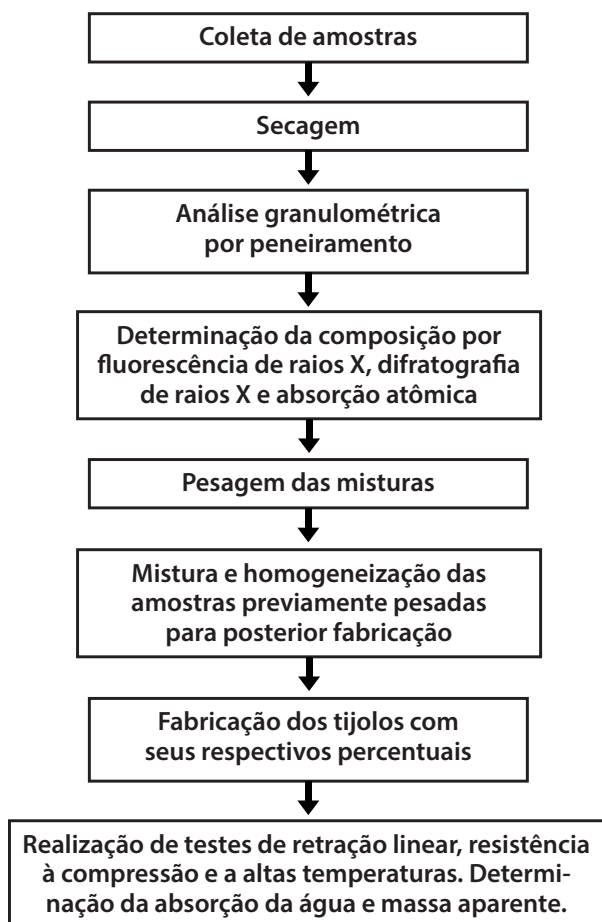 Coleta de amostras
Secagem
Análise granulométrica
por peneiramento
Determinação da composição por
fluorescência de raios X, difratografia
de raios X e absorção atômica
Pesagem das misturas
Mistura e homogeneização das
amostras previamente pesadas
para posterior fabricação
Fabricação dos tijolos com
seus respectivos percentuais
Realização de testes de retração linear, resistência
à compressão e a altas temperaturas. Determi-
nação da absorção da água e massa aparente.